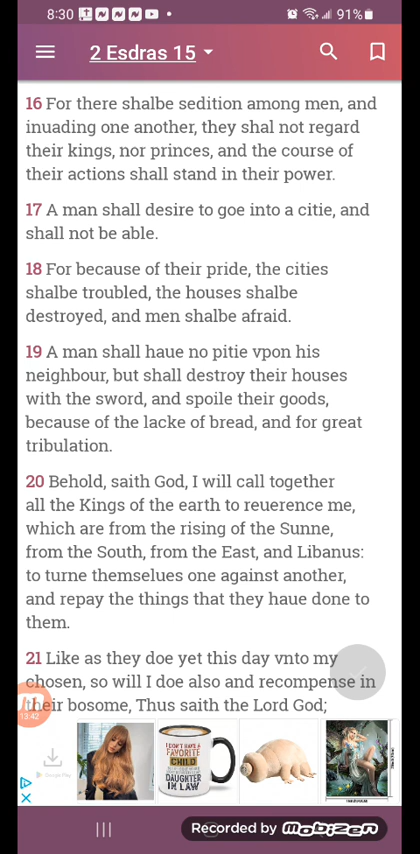 8:30 91%
2 Esdras 15
16 For there shalbe sedition among men, and
inuading one another, they shal not regard
their kings, nor princes, and the course of
their actions shall stand in their power.
17 A man shall desire to goe into a citie, and
shall not be able.
18 For because of their pride, the cities
shalbe troubled, the houses shalbe
destroyed, and men shalbe afraid.
19 A man shall haue no pitie vpon his
neighbour, but shall destroy their houses
with the sword, and spoile their goods,
because of the lacke of bread, and for great
tribulation.
20 Behold, saith God, I will call together
all the Kings of the earth to reuerence me,
which are from the rising of the Sunne,
from the South, from the East, and Libanus:
to turne themselues one against another,
and repay the things that they haue done to
them.
21 Like as they doe yet this day vnto my
chosen, so will I doe also and recompense in
their bosome, Thus saith the Lord God;
13:42
Google Play
I DON'T HAVE A
FAVORITE
CHILD
DAUGHTER
IN LAW
Recorded by mobizen